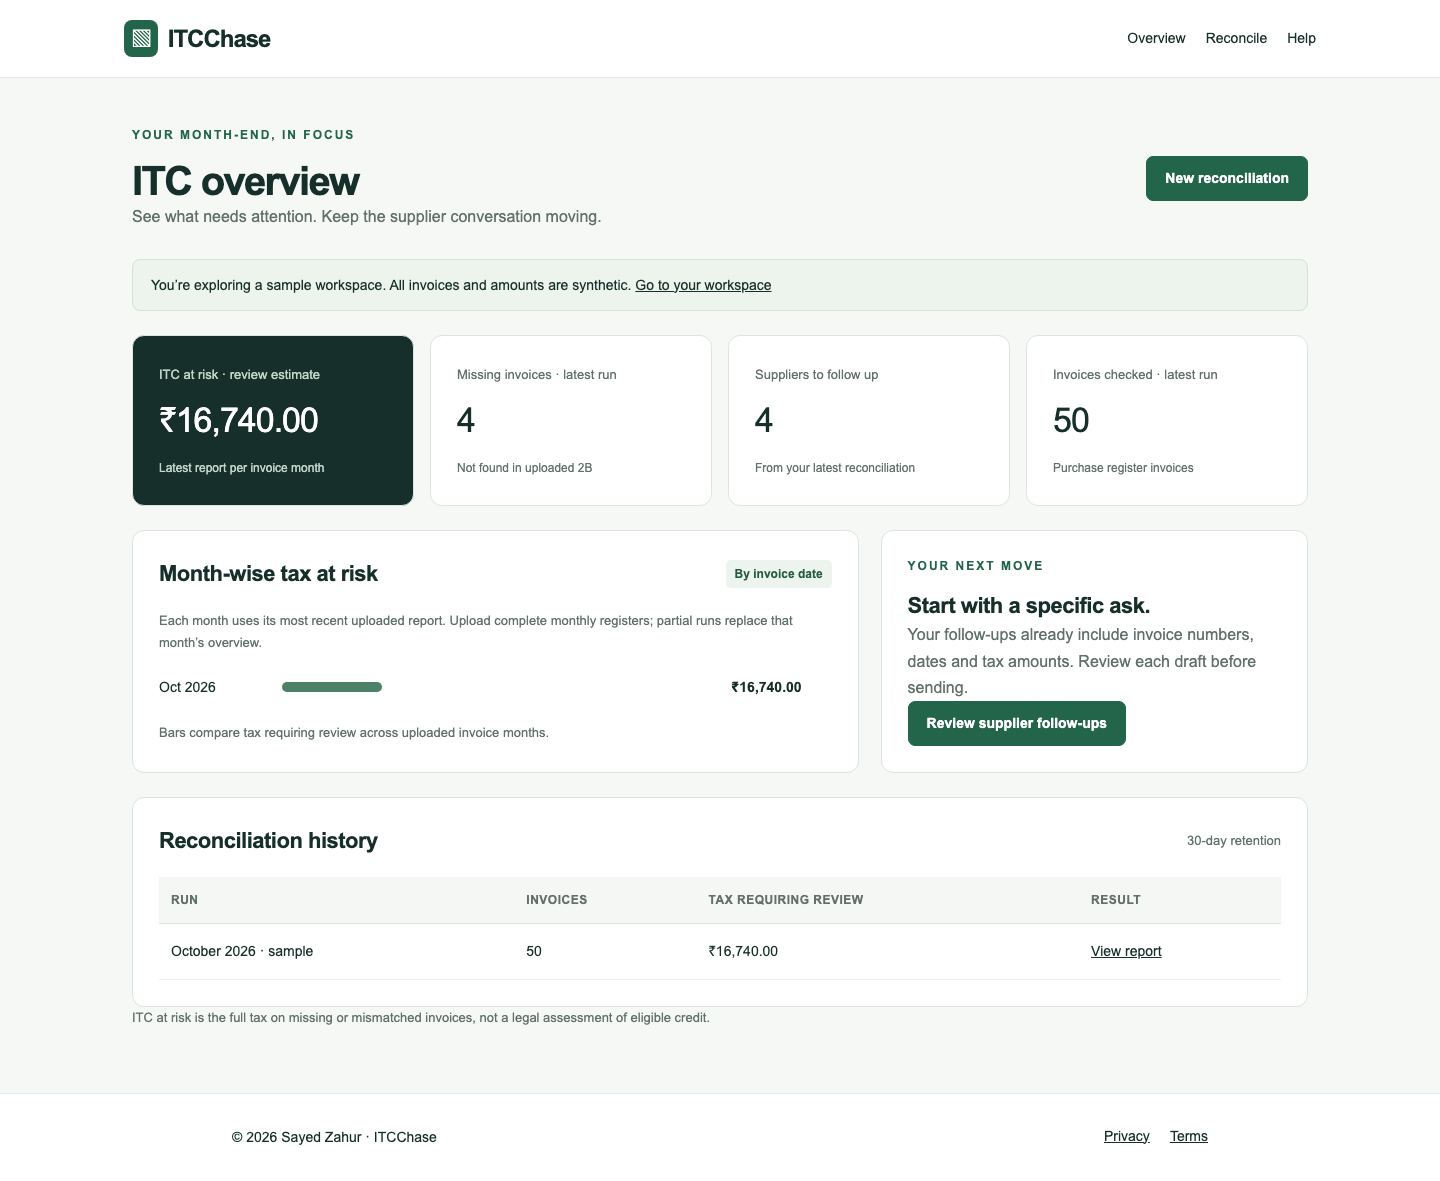 ITCChase
Overview Reconcile Help
YOUR MONTH-END, IN FOCUS
ITC overview
See what needs attention. Keep the supplier conversation moving.
New reconciliation
You’re exploring a sample workspace. All invoices and amounts are synthetic. Go to your workspace
ITC at risk · review estimate
₹16,740.00
Latest report per invoice month
Missing invoices · latest run
4
Not found in uploaded 2B
Suppliers to follow up
4
From your latest reconciliation
Invoices checked · latest run
50
Purchase register invoices
Month-wise tax at risk
By invoice date
Each month uses its most recent uploaded report. Upload complete monthly registers; partial runs replace that
month’s overview.
Oct 2026 ₹16,740.00
Bars compare tax requiring review across uploaded invoice months.
YOUR NEXT MOVE
Start with a specific ask.
Your follow-ups already include invoice numbers,
dates and tax amounts. Review each draft before
sending.
Review supplier follow-ups
Reconciliation history
30-day retention
RUN INVOICES TAX REQUIRING REVIEW RESULT
October 2026 · sample 50 ₹16,740.00 View report
ITC at risk is the full tax on missing or mismatched invoices, not a legal assessment of eligible credit.
© 2026 Sayed Zahur · ITCChase
Privacy Terms